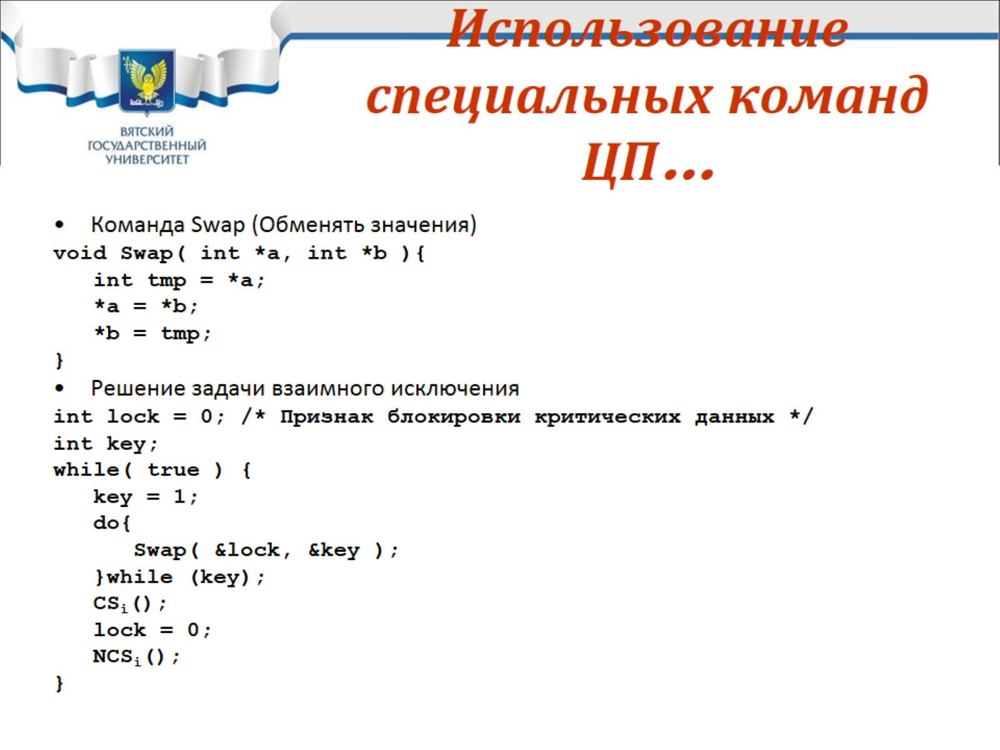 Использование
специальных команд
ЦП...
ВЯТСКИЙ
ГОСУДАРСТВЕННЫЙ
УНИВЕРСИТЕТ
• Команда Swap (Обменять значения)
void Swap( int *a, int *b ){
int tmp = *a;
*a = *b;
*b = tmp;
}
• Решение задачи взаимного исключения
int lock = 0; /* Признак блокировки критических данных */
int key;
while( true ) {
key = 1;
do{
Swap( &lock, &key );
}while (key);
CSi();
lock = 0;
NCSi();
}